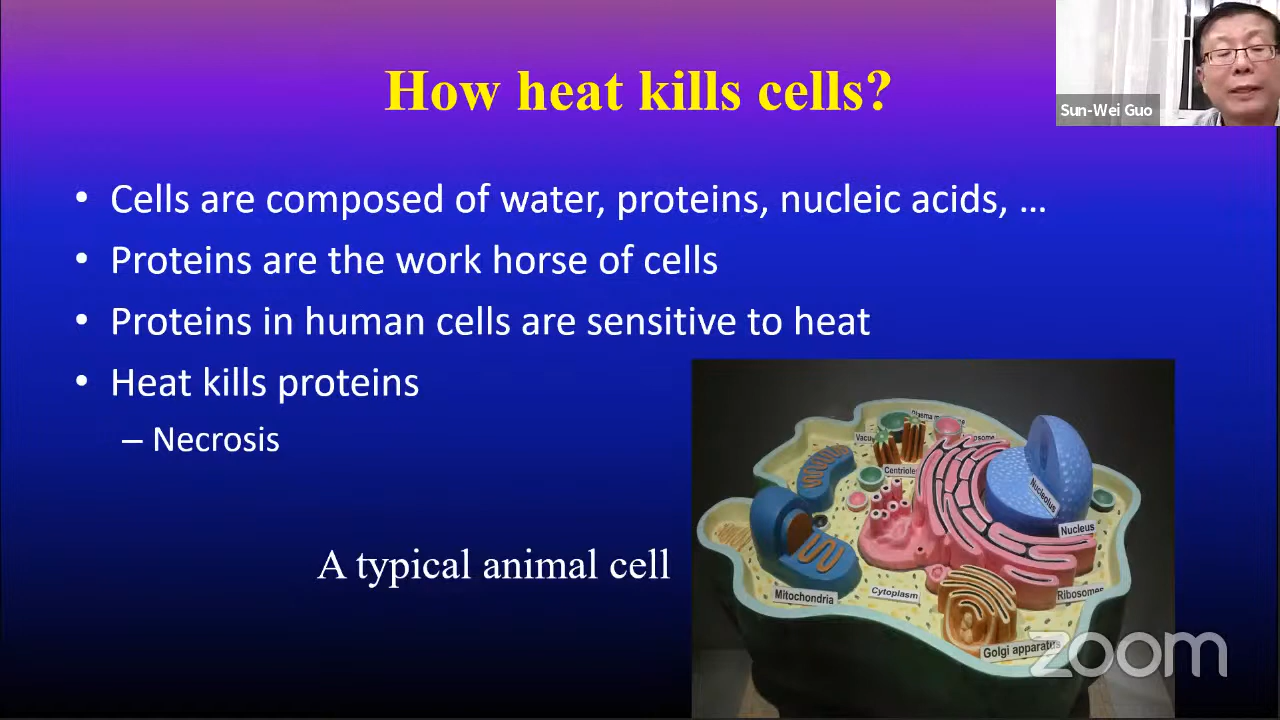 How heat kills cells?
Sun-Wei Guo
• Cells are composed of water, proteins, nucleic acids, ...
• Proteins are the work horse of cells
• Proteins in human cells are sensitive to heat
• Heat kills proteins
– Necrosis
A typical animal cell
Centriole
Nucleolus
Nucleus
Mitochondria
Cytoplasm
Ribosomes
Golgi apparatus
zoom